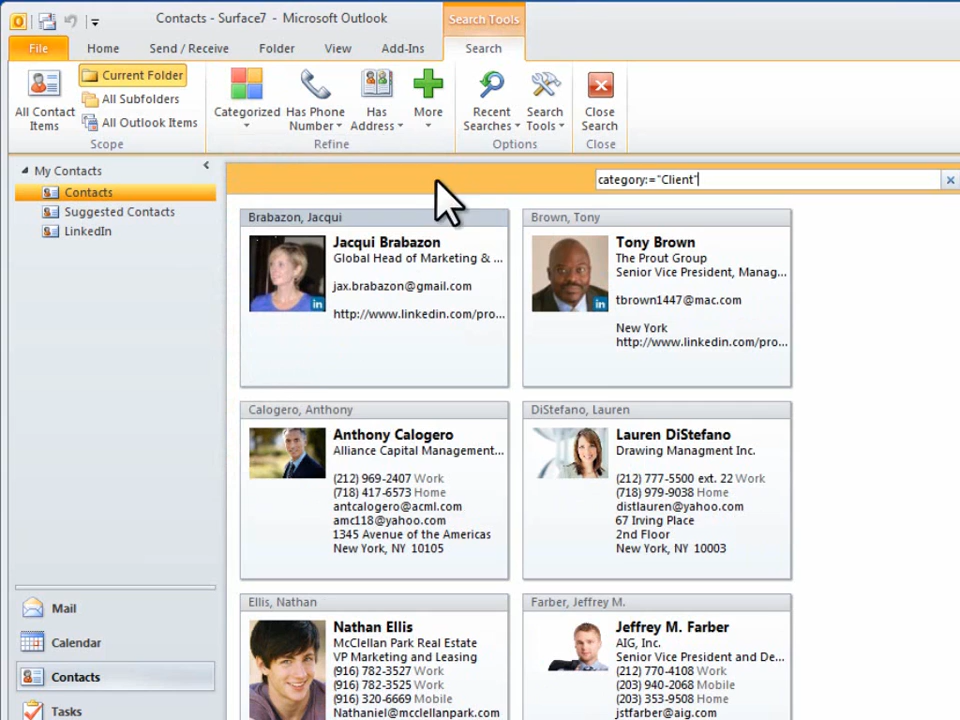 Contacts - Surface7 - Microsoft Outlook
Search Tools
File Home Send / Receive Folder View Add-Ins Search
All Contact Items
Current Folder
All Subfolders
All Outlook Items
Scope
Categorized
Has Phone Number
Has Address
More
Refine
Recent Searches
Search Tools
Options
Close Search
Close
My Contacts
Contacts
Suggested Contacts
LinkedIn
Mail
Calendar
Contacts
Tasks
category:="Client"
Brabazon, Jacqui
Jacqui Brabazon
Global Head of Marketing & ...
jax.brabazon@gmail.com
http://www.linkedin.com/pro...
in
Brown, Tony
Tony Brown
The Prout Group
Senior Vice President, Manag...
tbrown1447@mac.com
New York
http://www.linkedin.com/pro...
in
Calogero, Anthony
Anthony Calogero
Alliance Capital Management...
(212) 969-2407 Work
(718) 417-6573 Home
antcalogero@acml.com
amc118@yahoo.com
1345 Avenue of the Americas
New York, NY 10105
DiStefano, Lauren
Lauren DiStefano
Drawing Managment Inc.
(212) 777-5500 ext. 22 Work
(718) 979-9038 Home
distlauren@yahoo.com
67 Irving Place
2nd Floor
New York, NY 10003
Ellis, Nathan
Nathan Ellis
McClellan Park Real Estate
VP Marketing and Leasing
(916) 782-3527 Work
(916) 782-3525 Work
(916) 320-6669 Mobile
Nathaniel@mcclellanpark.com
Farber, Jeffrey M.
Jeffrey M. Farber
AIG, Inc.
Senior Vice President and De...
(212) 770-4108 Work
(203) 940-2068 Mobile
(203) 353-9508 Home
jstfarber@aig.com